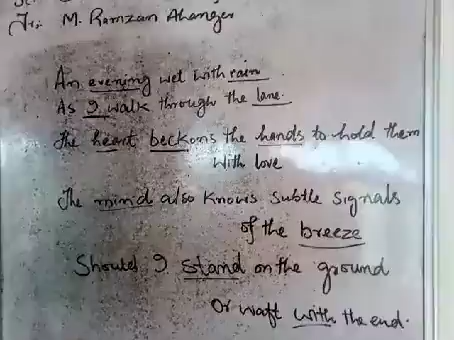 Tr: M. Ramzan Ahanger
An evening wet with rain
As I walk through the lane.
The heart beckons the hands to hold them
With love
The mind also knows subtle signals
of the breeze
Should I stand on the ground
Or waft with the end.